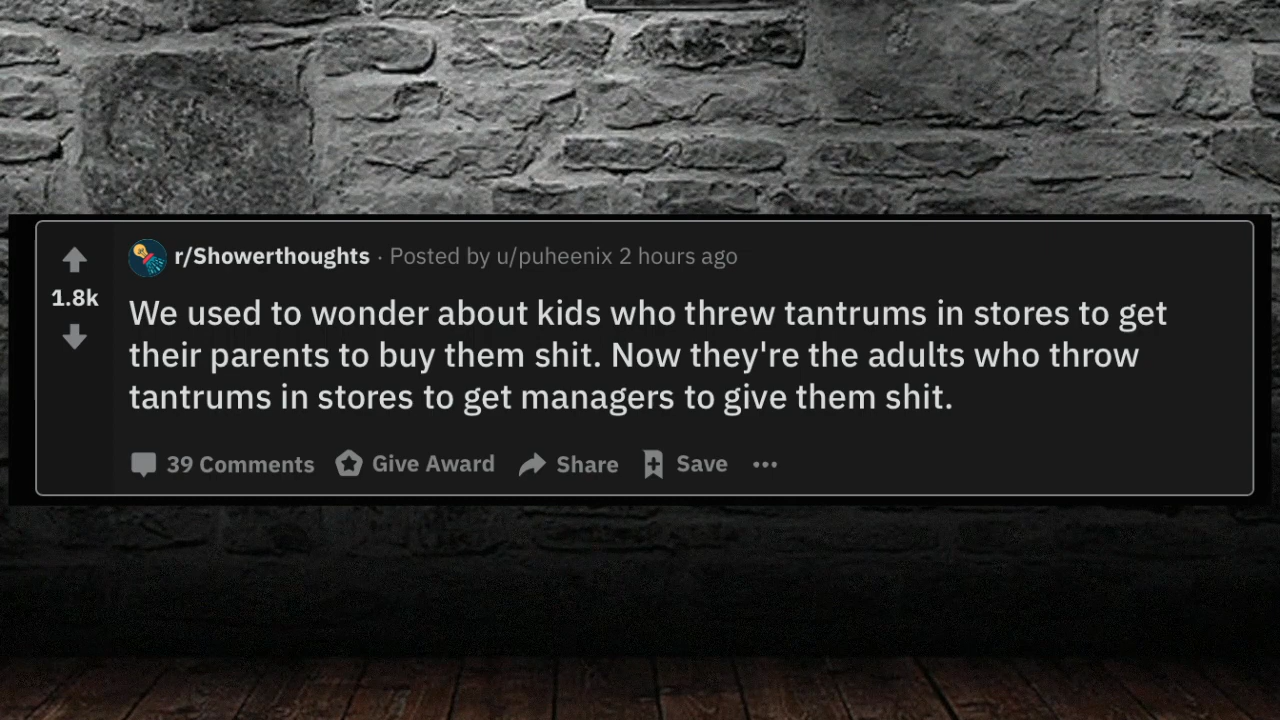 r/Showerthoughts · Posted by u/puheenix 2 hours ago
1.8k
We used to wonder about kids who threw tantrums in stores to get
their parents to buy them shit. Now they're the adults who throw
tantrums in stores to get managers to give them shit.
39 Comments Give Award Share Save ···